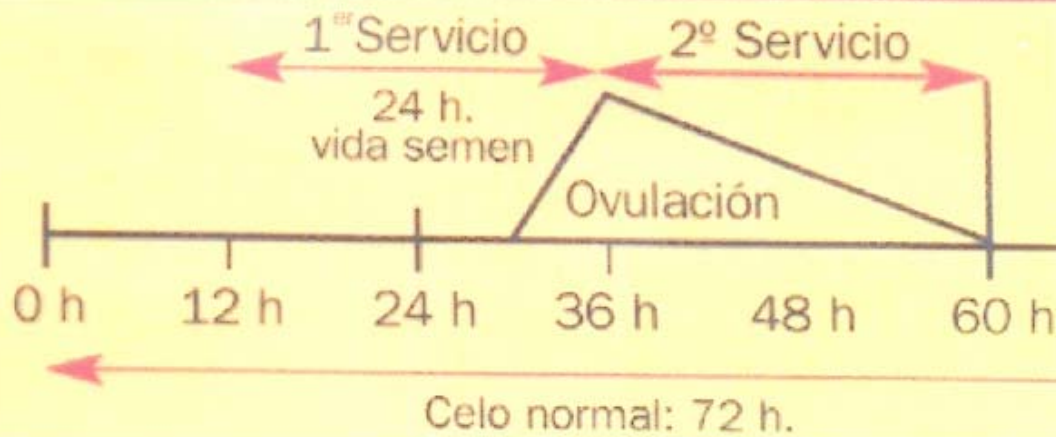 1er Servicio
2º Servicio
24 h.
vida semen
Ovulación
0 h
12 h
24 h
36 h
48 h
60 h
Celo normal: 72 h.